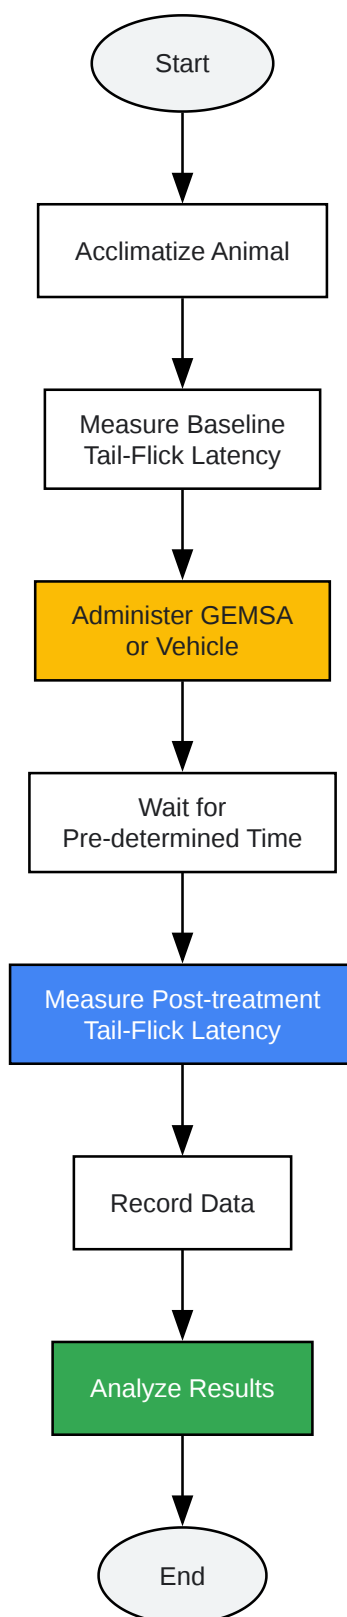 Start
Acclimatize Animal
Measure Baseline
Tail-Flick Latency
Administer GEMSA
or Vehicle
Wait for
Pre-determined Time
Measure Post-treatment
Tail-Flick Latency
Record Data
Analyze Results
End